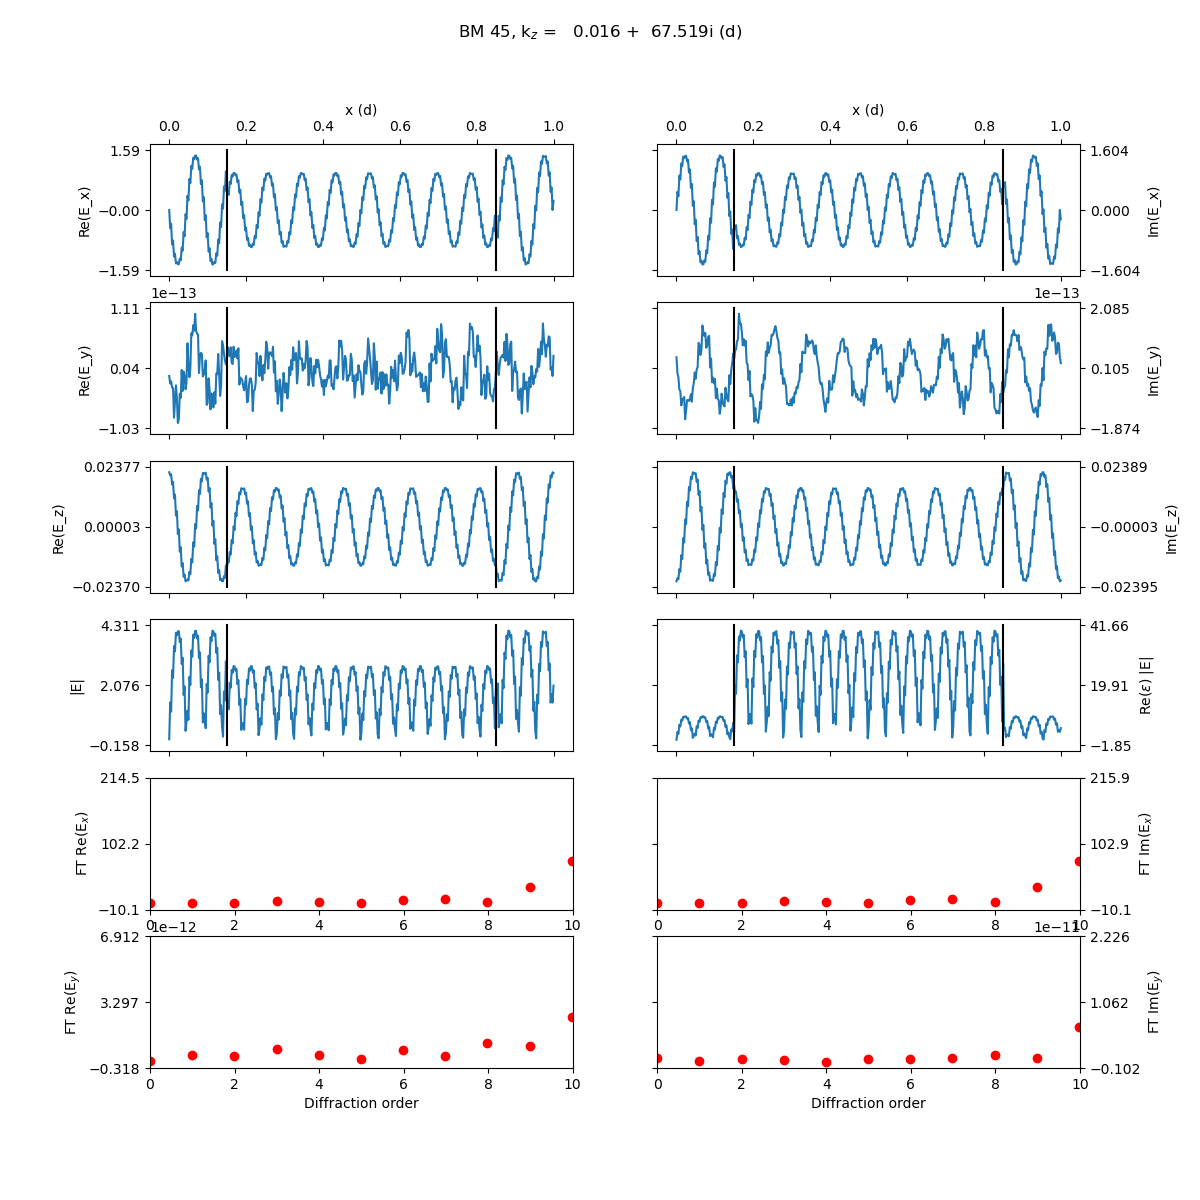 BM 45, k_z = 0.016 + 67.519i (d)
x (d) x (d)
0.0 0.2 0.4 0.6 0.8 1.0 0.0 0.2 0.4 0.6 0.8 1.0
1.59 1.604
Re(E_x) −0.00 0.000 Im(E_x)
−1.59 −1.604
1e−13 1e−13
1.11 2.085
Re(E_y) 0.04 0.105 Im(E_y)
−1.03 −1.874
0.02377 0.02389
Re(E_z) 0.00003 −0.00003 Im(E_z)
−0.02370 −0.02395
4.311 41.66
|E| 2.076 19.91 Re(ε) |E|
−0.158 −1.85
214.5 215.9
FT Re(E_x) 102.2 102.9 FT Im(E_x)
−10.1 −10.1
0 2 4 6 8 10 0 2 4 6 8 10
1e−12 1e−11
6.912 2.226
FT Re(E_y) 3.297 1.062 FT Im(E_y)
−0.318 −0.102
0 2 4 6 8 10 0 2 4 6 8 10
Diffraction order Diffraction order